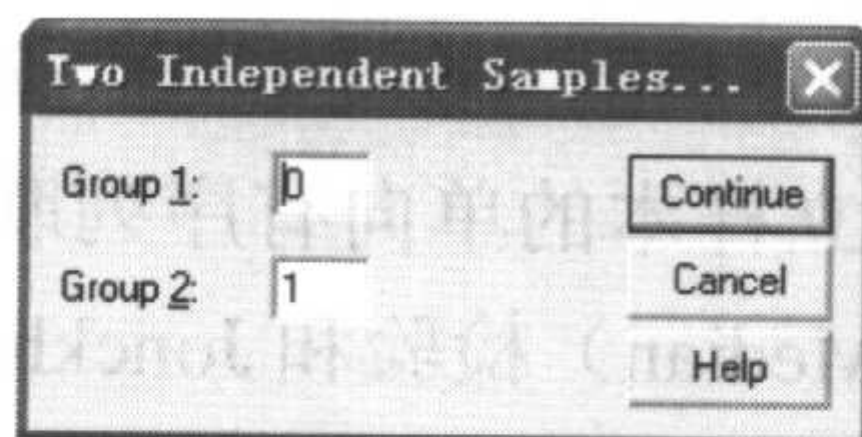 Two Independent Samples...
Group 1: 0
Continue
Group 2: 1
Cancel
Help